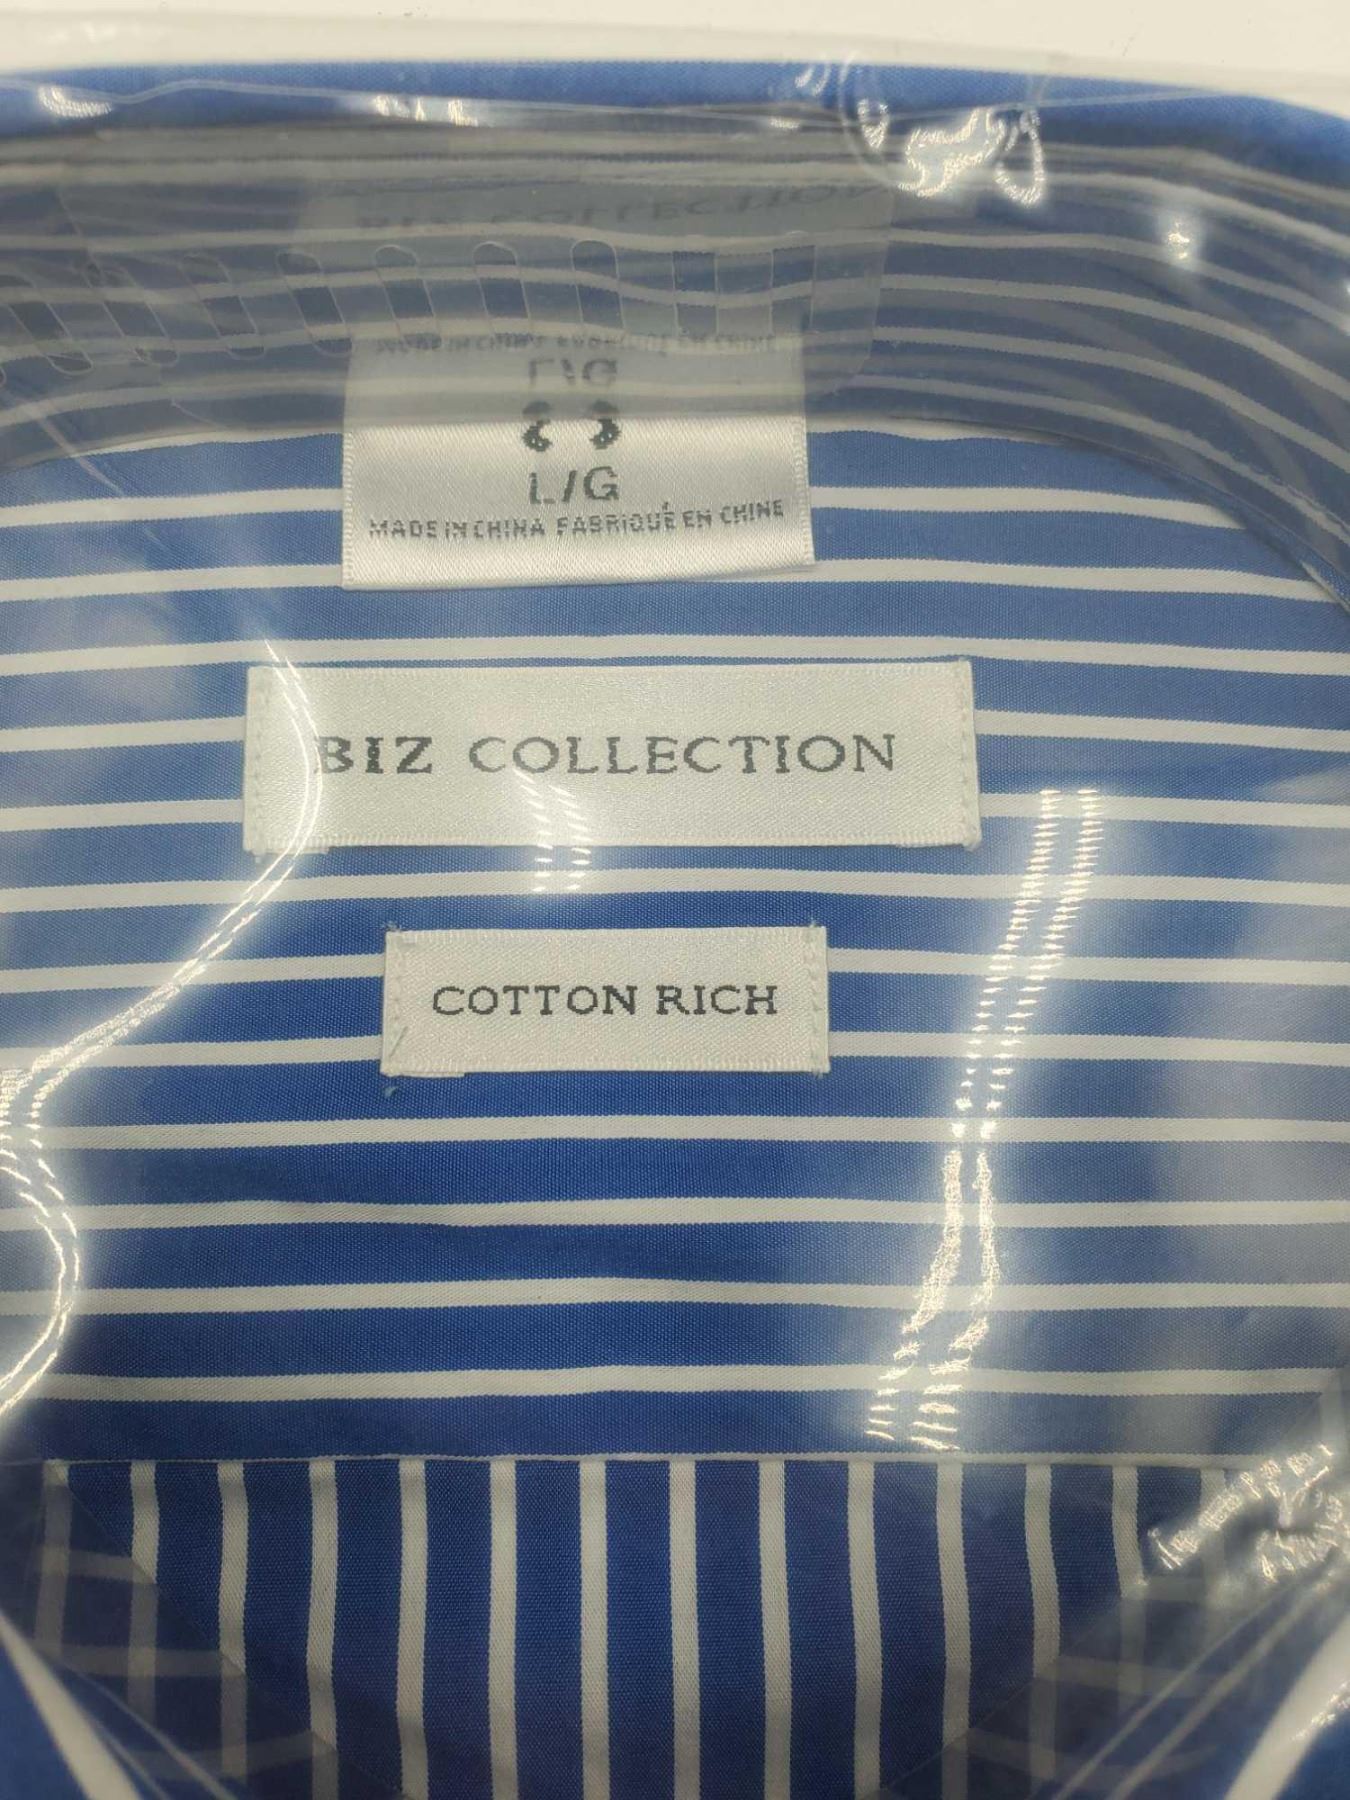 L/G
MADE IN CHINA FABRIQUÉ EN CHINE
BIZ COLLECTION
COTTON RICH